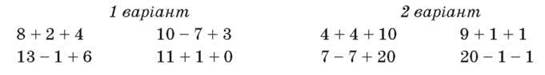 1 варіант 2 варіант
8 + 2 + 4 10 – 7 + 3 4 + 4 + 10 9 + 1 + 1
13 – 1 + 6 11 + 1 + 0 7 – 7 + 20 20 – 1 – 1